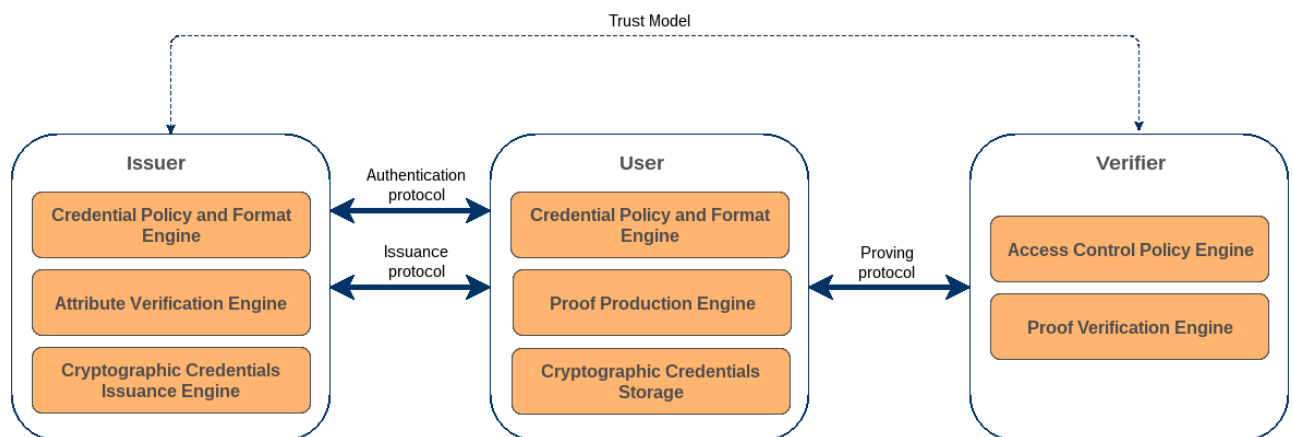 Trust Model
Issuer
Credential Policy and Format
Engine
Attribute Verification Engine
Cryptographic Credentials
Issuance Engine
Authentication
protocol
Issuance
protocol
User
Credential Policy and Format
Engine
Proof Production Engine
Cryptographic Credentials
Storage
Proving
protocol
Verifier
Access Control Policy Engine
Proof Verification Engine